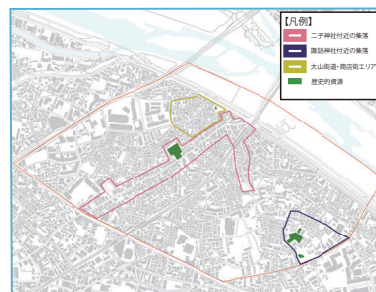 【凡例】
二子神社付近の集落
諏訪神社付近の集落
大山街道・商店街エリア
歴史的資源